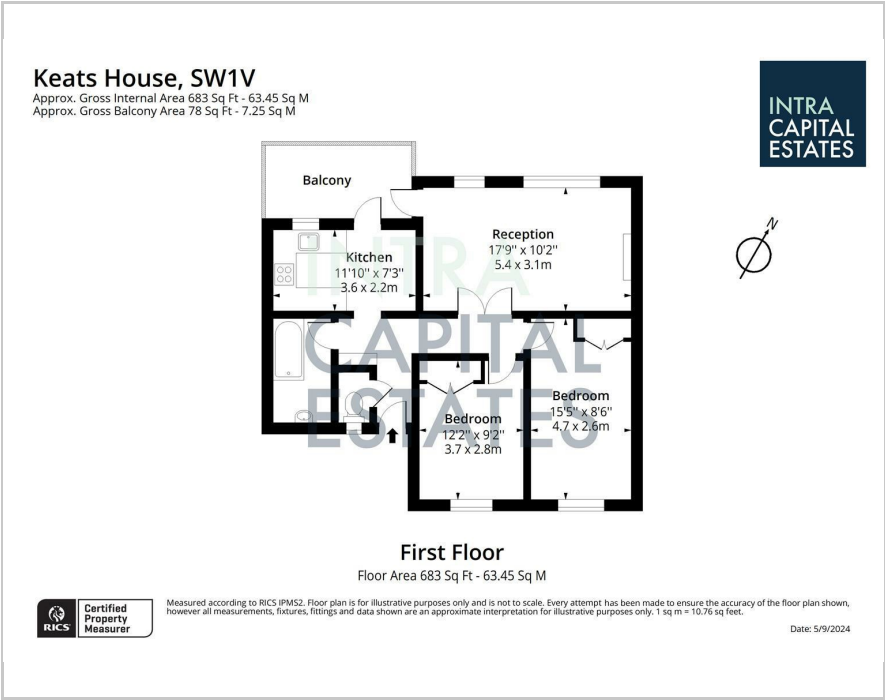 Keats House, SW1V
Approx. Gross Internal Area 683 Sq Ft - 63.45 Sq M
Approx. Gross Balcony Area 78 Sq Ft - 7.25 Sq M
INTRA
CAPITAL
ESTATES
N
Balcony
Reception
17'9" x 10'2"
5.4 x 3.1m
Kitchen
11'10" x 7'3"
3.6 x 2.2m
INTRA
CAPITAL
ESTATES
Bedroom
15'5" x 8'6"
4.7 x 2.6m
Bedroom
12'2" x 9'2"
3.7 x 2.8m
First Floor
Floor Area 683 Sq Ft - 63.45 Sq M
RICS
Certified
Property
Measurer
Measured according to RICS IPMS2. Floor plan is for illustrative purposes only and is not to scale. Every attempt has been made to ensure the accuracy of the floor plan shown,
however all measurements, fixtures, fittings and data shown are an approximate interpretation for illustrative purposes only. 1 sq m = 10.76 sq feet.
Date: 5/9/2024